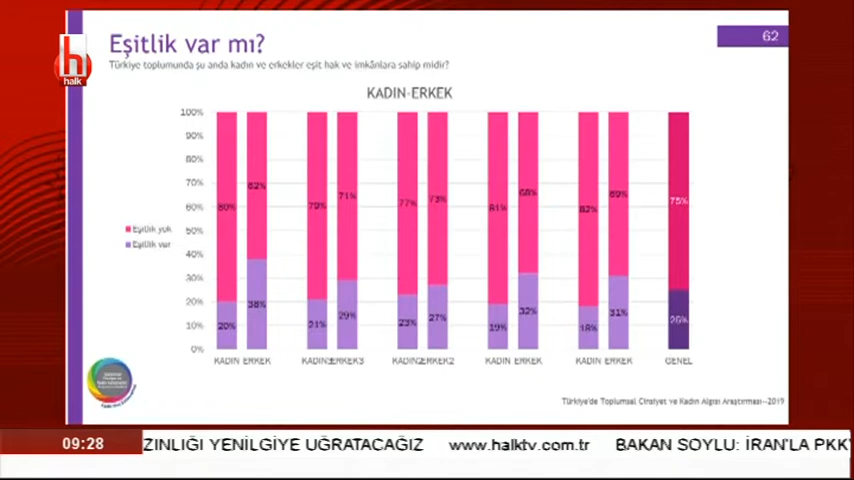 62
Eşitlik var mı?
Türkiye toplumunda şu anda kadın ve erkekler eşit hak ve imkânlara sahip midir?
h
halk
KADIN-ERKEK
100%
90%
80%
70%
60%
50%
40%
30%
20%
10%
0%
Eşitlik yok
Eşitlik var
80% 62% 79% 71% 77% 73% 81% 68% 82% 69% 75%
20% 38% 21% 29% 23% 27% 19% 32% 18% 31%
KADIN ERKEK ERKEK3 ERKEK2 KADIN ERKEK KADIN ERKEK GENEL
Türkiye'de Toplumsal Cinsiyet ve Kadın Algısı Araştırması--2019
09:28 ZINLIĞI YENİLGİYE UĞRATACAĞIZ www.halktv.com.tr BAKAN SOYLU: İRAN'LA PKK'